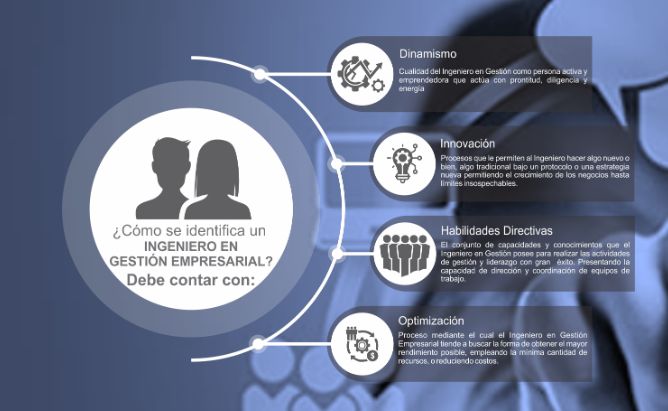 ¿Cómo se identifica un
INGENIERO EN
GESTIÓN EMPRESARIAL?
Debe contar con:
Dinamismo
Cualidad del Ingeniero en Gestión como persona activa y
emprendedora que actúa con prontitud, diligencia y
energía
Innovación
Procesos que le permiten al Ingeniero hacer algo nuevo o
bien, algo tradicional bajo un protocolo o una estrategia
nueva permitiendo el crecimiento de los negocios hasta
límites insospechables.
Habilidades Directivas
El conjunto de capacidades y conocimientos que el
Ingeniero en Gestión posee para realizar las actividades
de gestión y liderazgo con gran éxito. Presentando la
capacidad de dirección y coordinación de equipos de
trabajo.
Optimización
Proceso mediante el cual el Ingeniero en Gestión
Empresarial tiende a buscar la forma de obtener el mayor
rendimiento posible, empleando la mínima cantidad de
recursos, o reduciendo costos.